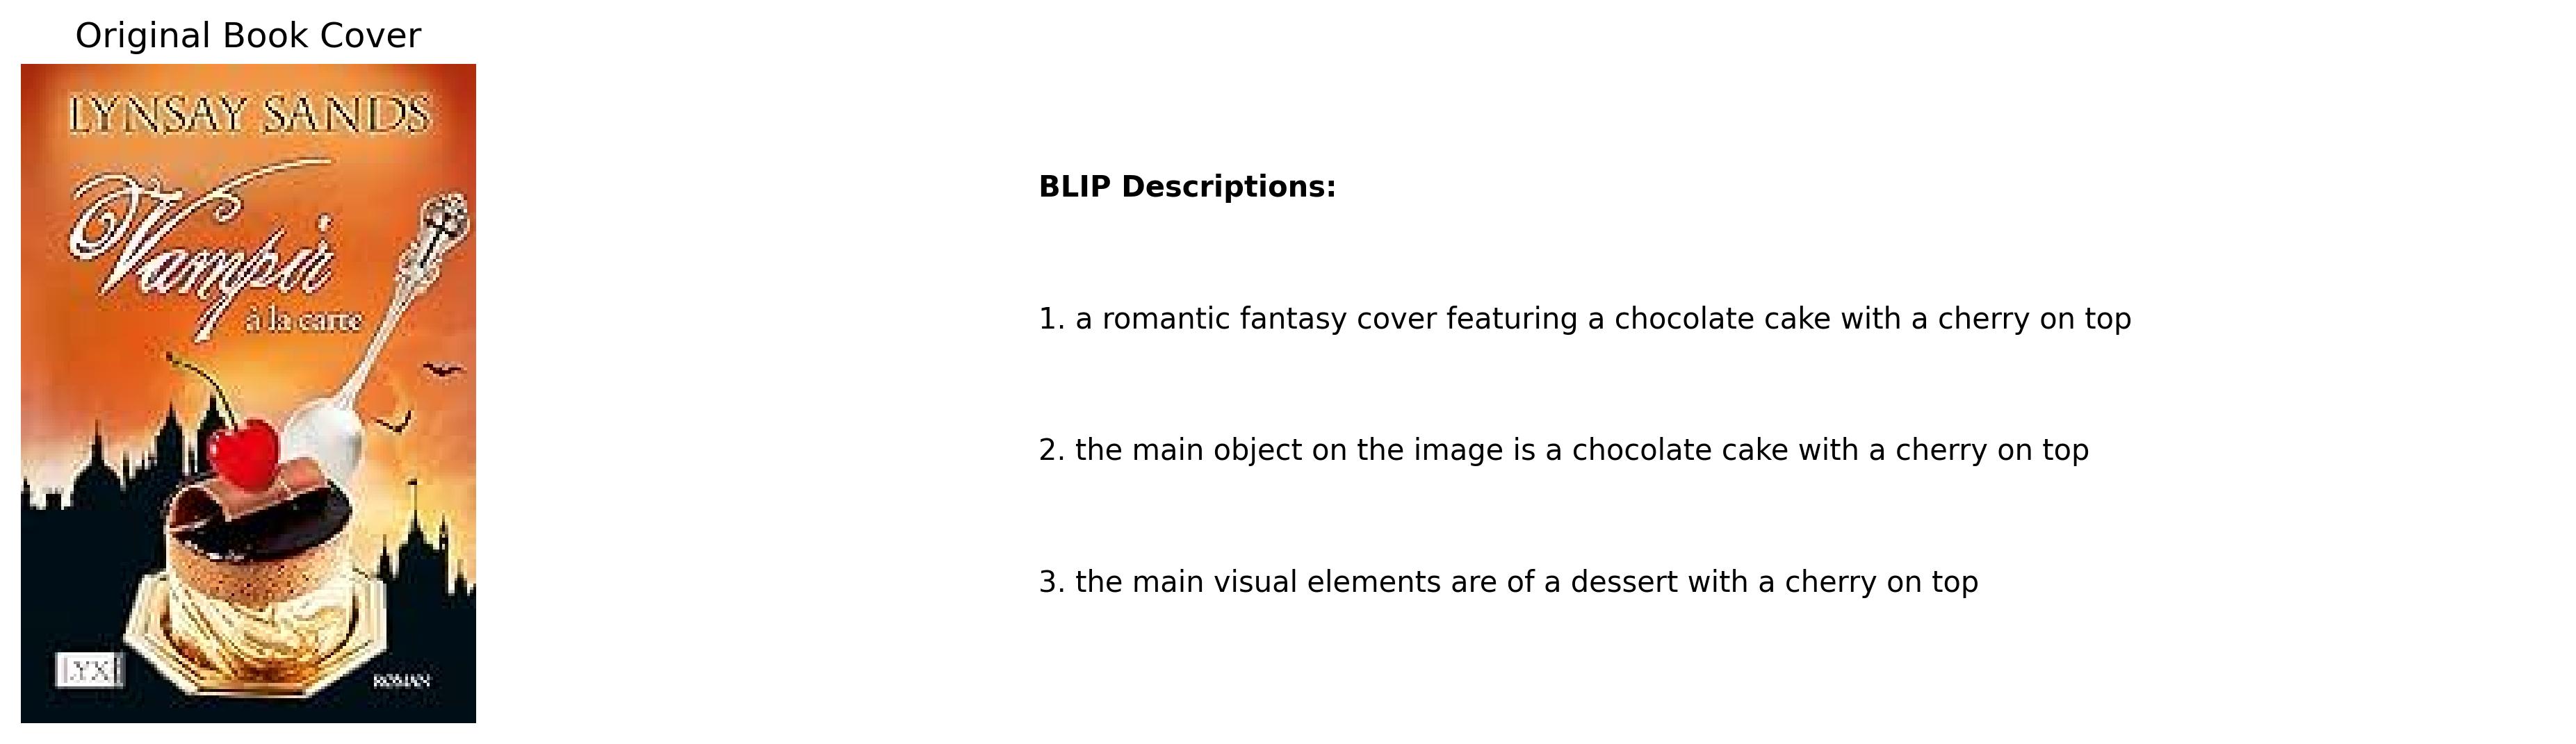 Original Book Cover
LYNSAY SANDS
Vampir
à la carte
LYX
ROMAN
BLIP Descriptions:
1. a romantic fantasy cover featuring a chocolate cake with a cherry on top
2. the main object on the image is a chocolate cake with a cherry on top
3. the main visual elements are of a dessert with a cherry on top